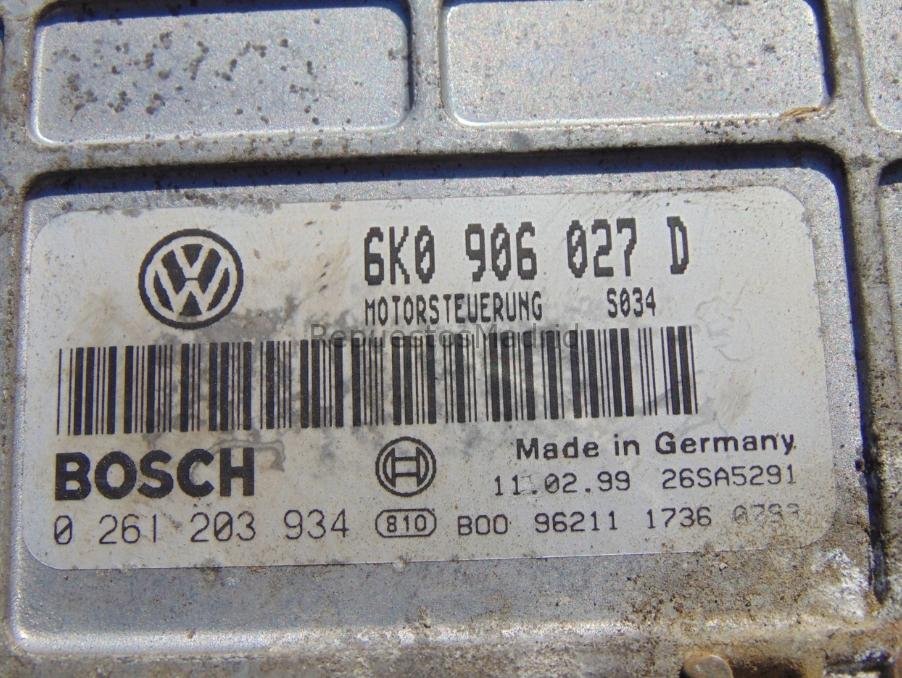 6K0 906 027 D
MOTORSTEUERUNG S034
RepuestosMadrid
BOSCH
Made in Germany
11.02.99 26SA5291
0 261 203 934 810 B00 96211 1736